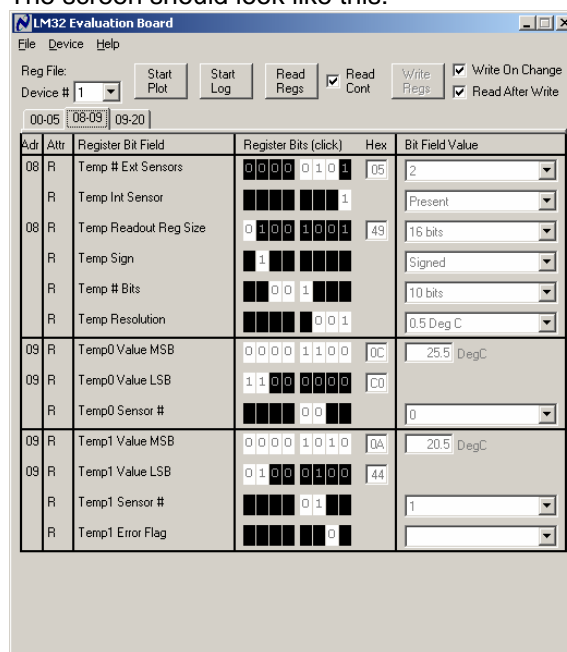 The screen should look like this:
LM32 Evaluation Board
File Device Help
Reg File:
Device # 1
Start Plot
Start Log
Read Regs
Read Cont
Write Regs
Write On Change
Read After Write
00-05 08-09 09-20
Adr Attr Register Bit Field Register Bits (click) Hex Bit Field Value
08 R Temp # Ext Sensors 0 0 0 0 0 1 0 1 05 2
R Temp Int Sensor 1 Present
08 R Temp Readout Reg Size 0 1 0 0 1 0 0 1 49 16 bits
R Temp Sign 1 Signed
R Temp # Bits 0 0 1 10 bits
R Temp Resolution 0 0 1 0.5 Deg C
09 R Temp0 Value MSB 0 0 0 0 1 1 0 0 0C 25.5 DegC
09 R Temp0 Value LSB 1 1 0 0 0 0 0 0 C0
R Temp0 Sensor # 0 0 0
09 R Temp1 Value MSB 0 0 0 0 1 0 1 0 0A 20.5 DegC
09 R Temp1 Value LSB 0 1 0 0 0 1 0 0 44
R Temp1 Sensor # 0 1 1
R Temp1 Error Flag 0